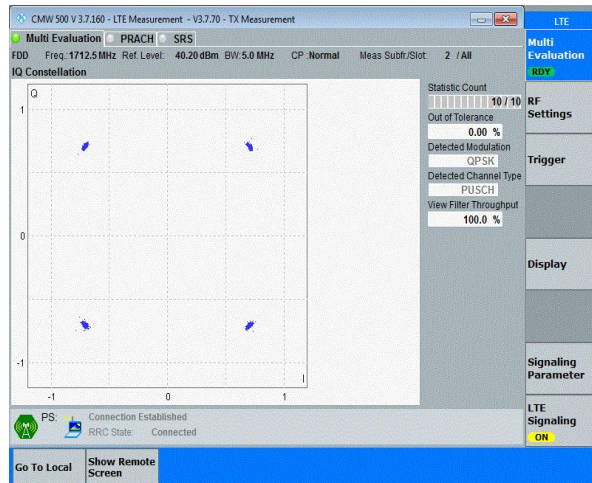 CMW 500 V 3.7.160 - LTE Measurement - V3.7.70 - TX Measurement
LTE
Multi Evaluation PRACH SRS
FDD Freq.: 1712.5 MHz Ref. Level: 40.20 dBm BW: 5.0 MHz CP : Normal Meas Subfr./Slot: 2 / All
IQ Constellation
Q
1
0
-1
-1 0 1
I
Statistic Count
10 / 10
Out of Tolerance
0.00 %
Detected Modulation
QPSK
Detected Channel Type
PUSCH
View Filter Throughput
100.0 %
Multi
Evaluation
RDY
RF
Settings
Trigger
Display
Signaling
Parameter
LTE
Signaling
ON
PS: Connection Established
RRC State: Connected
Go To Local
Show Remote
Screen